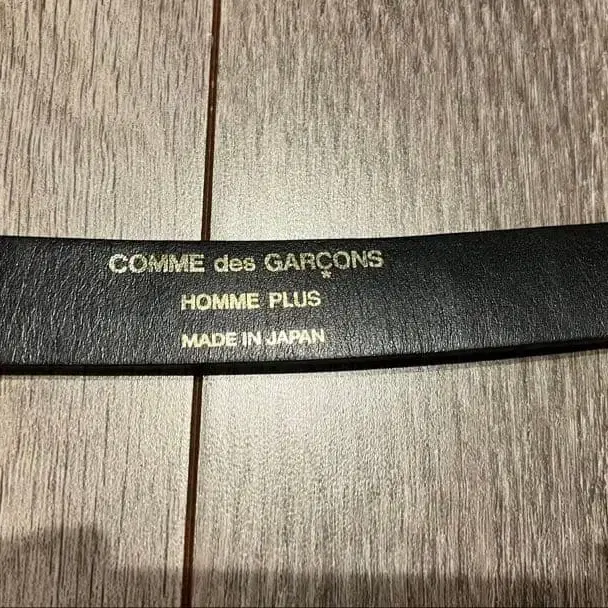 COMME des GARÇONS
*
HOMME PLUS
MADE IN JAPAN